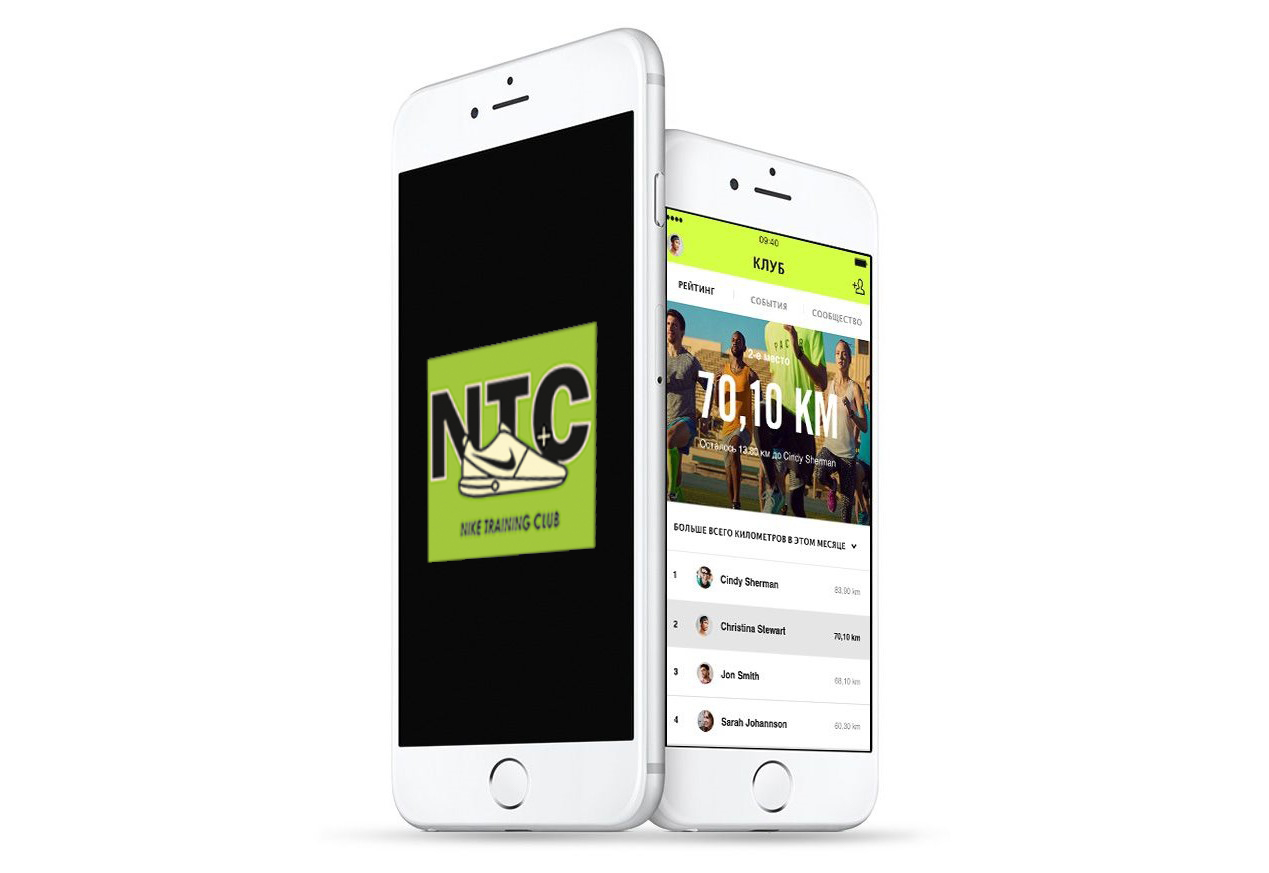 NTC
+
NIKE TRAINING CLUB
09:40
КЛУБ
РЕЙТИНГ
СОБЫТИЯ
СООБЩЕСТВО
PACER
2-е место
70,10 КМ
Осталось 13,80 км до Cindy Sherman
БОЛЬШЕ ВСЕГО КИЛОМЕТРОВ В ЭТОМ МЕСЯЦЕ
1 Cindy Sherman 83,90 km
2 Christina Stewart 70,10 km
3 Jon Smith 68,10 km
4 Sarah Johannson 60,30 km